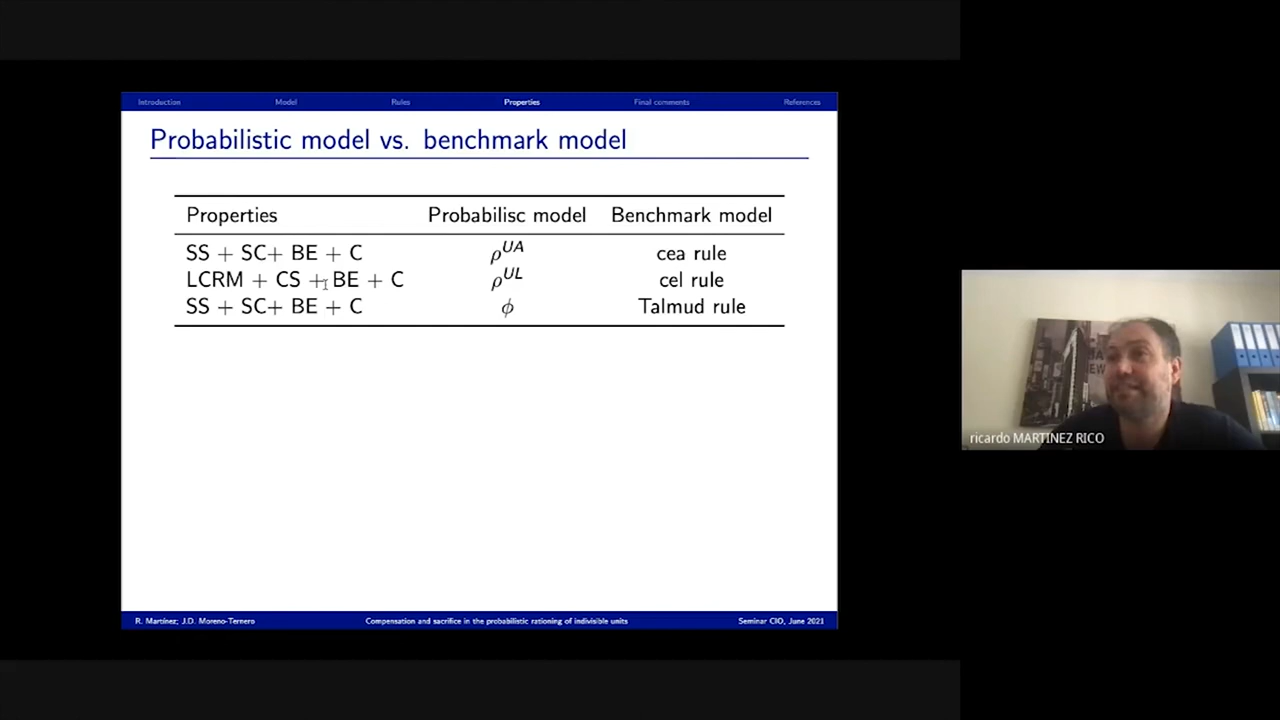 Introduction Model Rules Properties Final comments References
Probabilistic model vs. benchmark model
Properties Probabilisc model Benchmark model
SS + SC+ BE + C ρ^UA cea rule
LCRM + CS + BE + C ρ^UL cel rule
SS + SC+ BE + C ϕ Talmud rule
ricardo MARTINEZ RICO
R. Martínez; J.D. Moreno-Ternero Compensation and sacrifice in the probabilistic rationing of indivisible units Seminar CIO, June 2021